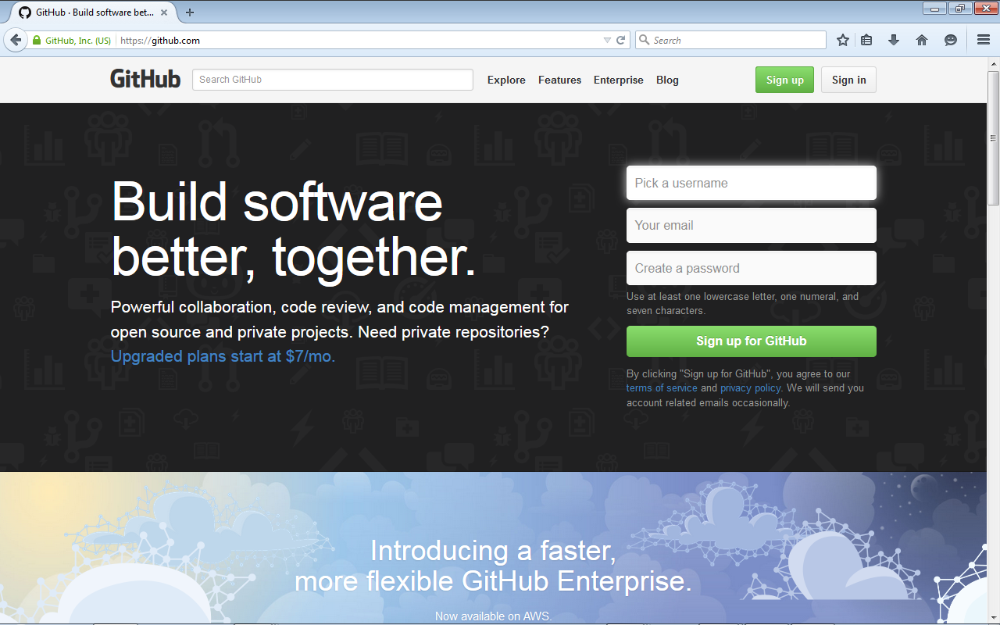 GitHub · Build software bet...
GitHub, Inc. (US)
https://github.com
Search
GitHub
Search GitHub
Explore
Features
Enterprise
Blog
Sign up
Sign in
Build software
better, together.
Powerful collaboration, code review, and code management for
open source and private projects. Need private repositories?
Upgraded plans start at $7/mo.
Pick a username
Your email
Create a password
Use at least one lowercase letter, one numeral, and
seven characters.
Sign up for GitHub
By clicking "Sign up for GitHub", you agree to our
terms of service and privacy policy. We will send you
account related emails occasionally.
Introducing a faster,
more flexible GitHub Enterprise.
Now available on AWS.